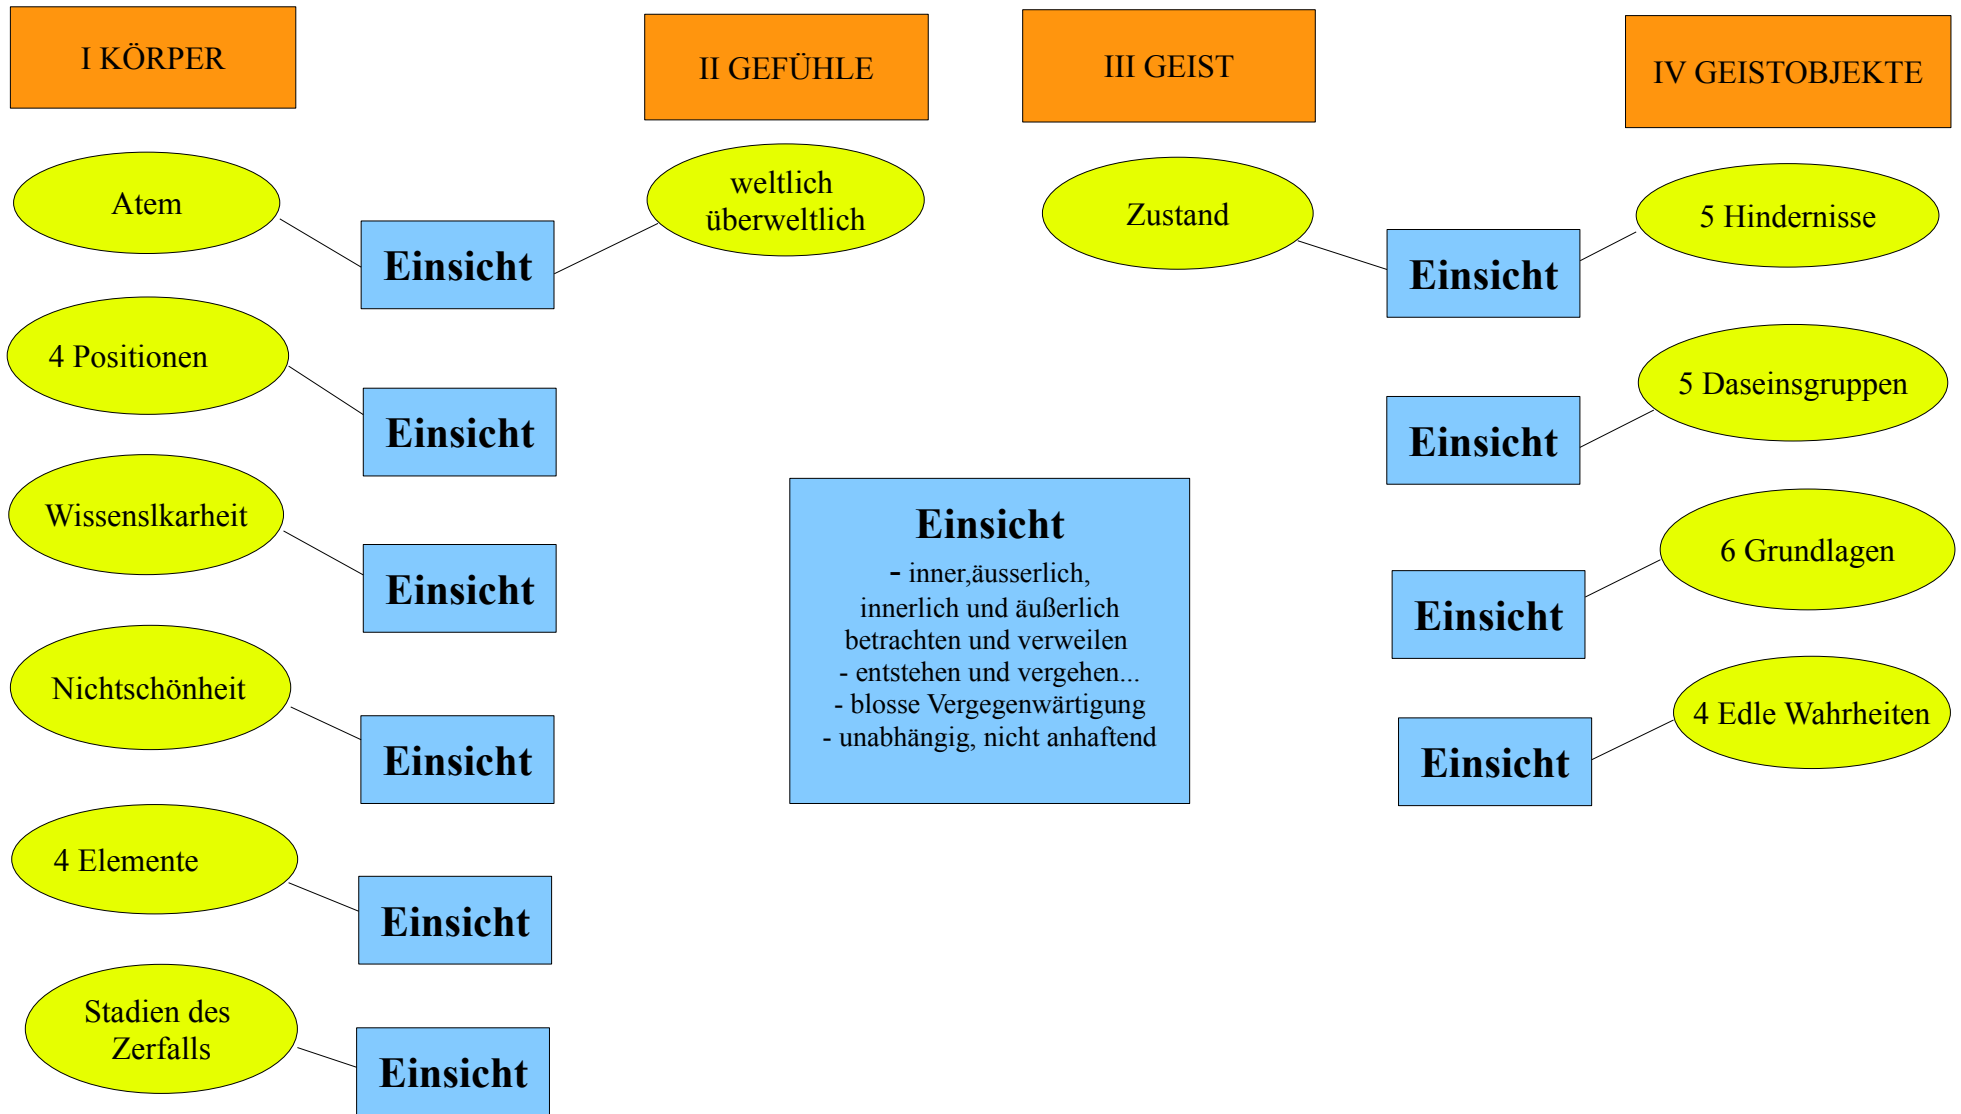 I KÖRPER
II GEFÜHLE
III GEIST
IV GEISTOBJEKTE
Atem
Einsicht
weltlich
überweltlich
Zustand
Einsicht
5 Hindernisse
4 Positionen
Einsicht
Einsicht
5 Daseinsgruppen
Wissenslkarheit
Einsicht
Einsicht
- inner,äusserlich,
innerlich und äußerlich
betrachten und verweilen
- entstehen und vergehen...
- blosse Vergegenwärtigung
- unabhängig, nicht anhaftend
Einsicht
6 Grundlagen
Nichtschönheit
Einsicht
Einsicht
4 Edle Wahrheiten
4 Elemente
Einsicht
Stadien des
Zerfalls
Einsicht